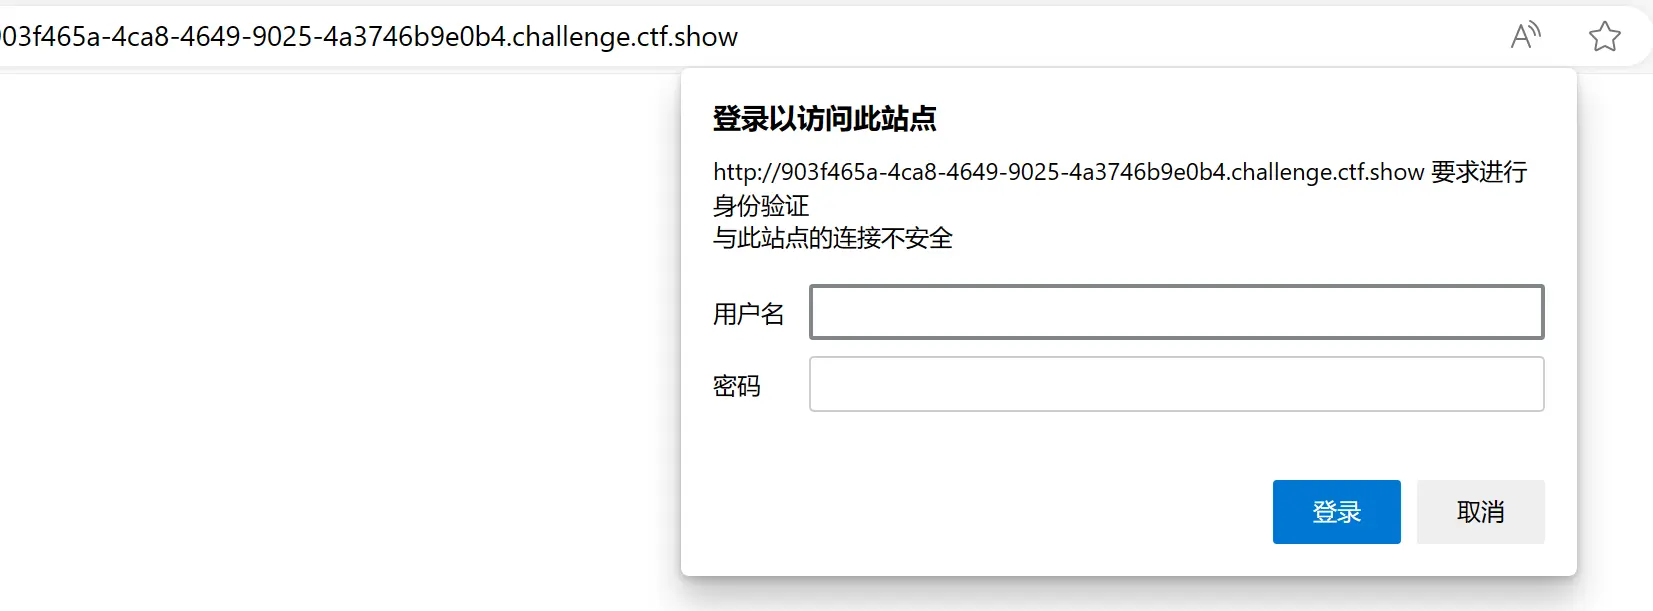 03f465a-4ca8-4649-9025-4a3746b9e0b4.challenge.ctf.show
登录以访问此站点
http://903f465a-4ca8-4649-9025-4a3746b9e0b4.challenge.ctf.show 要求进行
身份验证
与此站点的连接不安全
用户名
密码
登录 取消